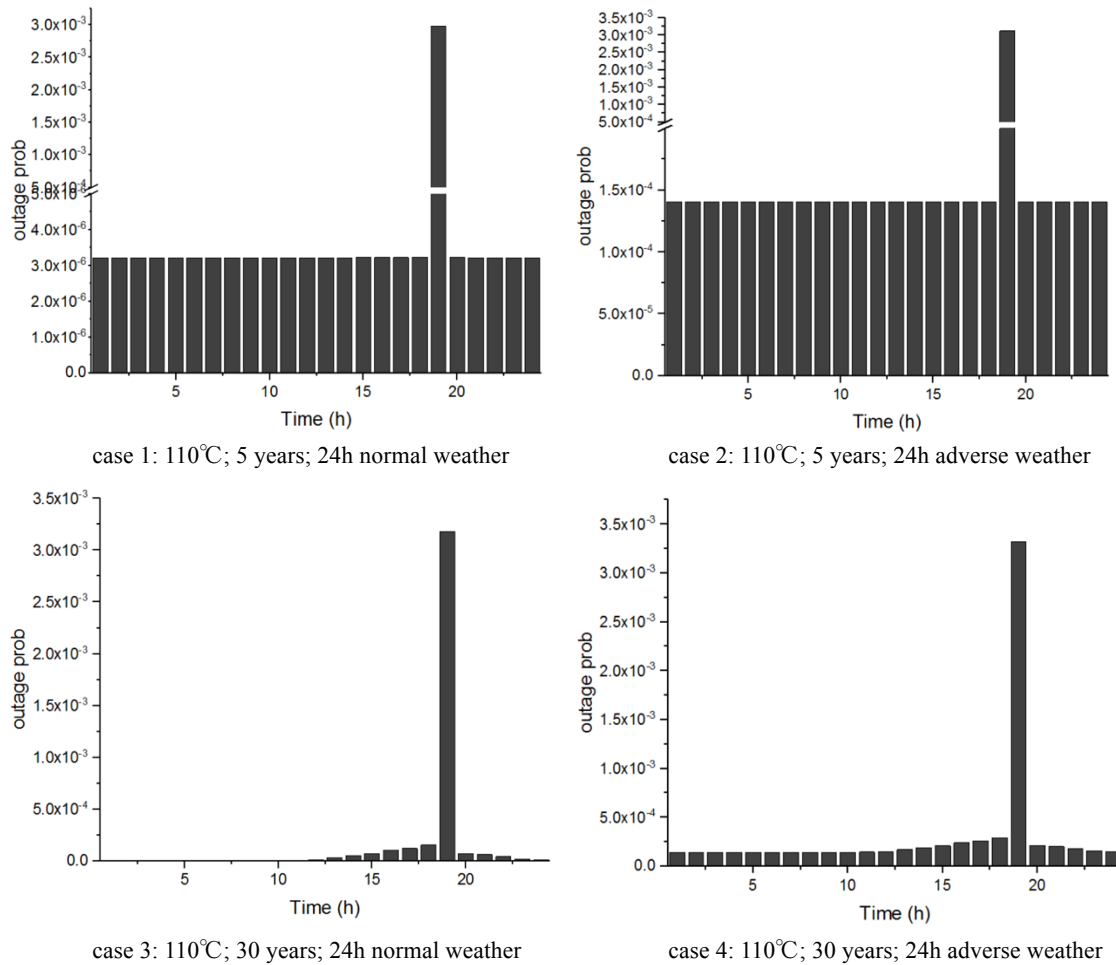 3.0x10⁻³
2.5x10⁻³
2.0x10⁻³
1.5x10⁻³
1.0x10⁻³
5.0x10⁻⁴
5.0x10⁻⁶
4.0x10⁻⁶
3.0x10⁻⁶
2.0x10⁻⁶
1.0x10⁻⁶
0.0
outage prob
5 10 15 20
Time (h)
case 1: 110℃; 5 years; 24h normal weather
3.5x10⁻³
3.0x10⁻³
2.5x10⁻³
2.0x10⁻³
1.5x10⁻³
1.0x10⁻³
5.0x10⁻⁴
1.5x10⁻⁴
1.0x10⁻⁴
5.0x10⁻⁵
0.0
outage prob
5 10 15 20
Time (h)
case 2: 110℃; 5 years; 24h adverse weather
3.5x10⁻³
3.0x10⁻³
2.5x10⁻³
2.0x10⁻³
1.5x10⁻³
1.0x10⁻³
5.0x10⁻⁴
0.0
outage prob
5 10 15 20
Time (h)
case 3: 110℃; 30 years; 24h normal weather
3.5x10⁻³
3.0x10⁻³
2.5x10⁻³
2.0x10⁻³
1.5x10⁻³
1.0x10⁻³
5.0x10⁻⁴
0.0
outage prob
5 10 15 20
Time (h)
case 4: 110℃; 30 years; 24h adverse weather